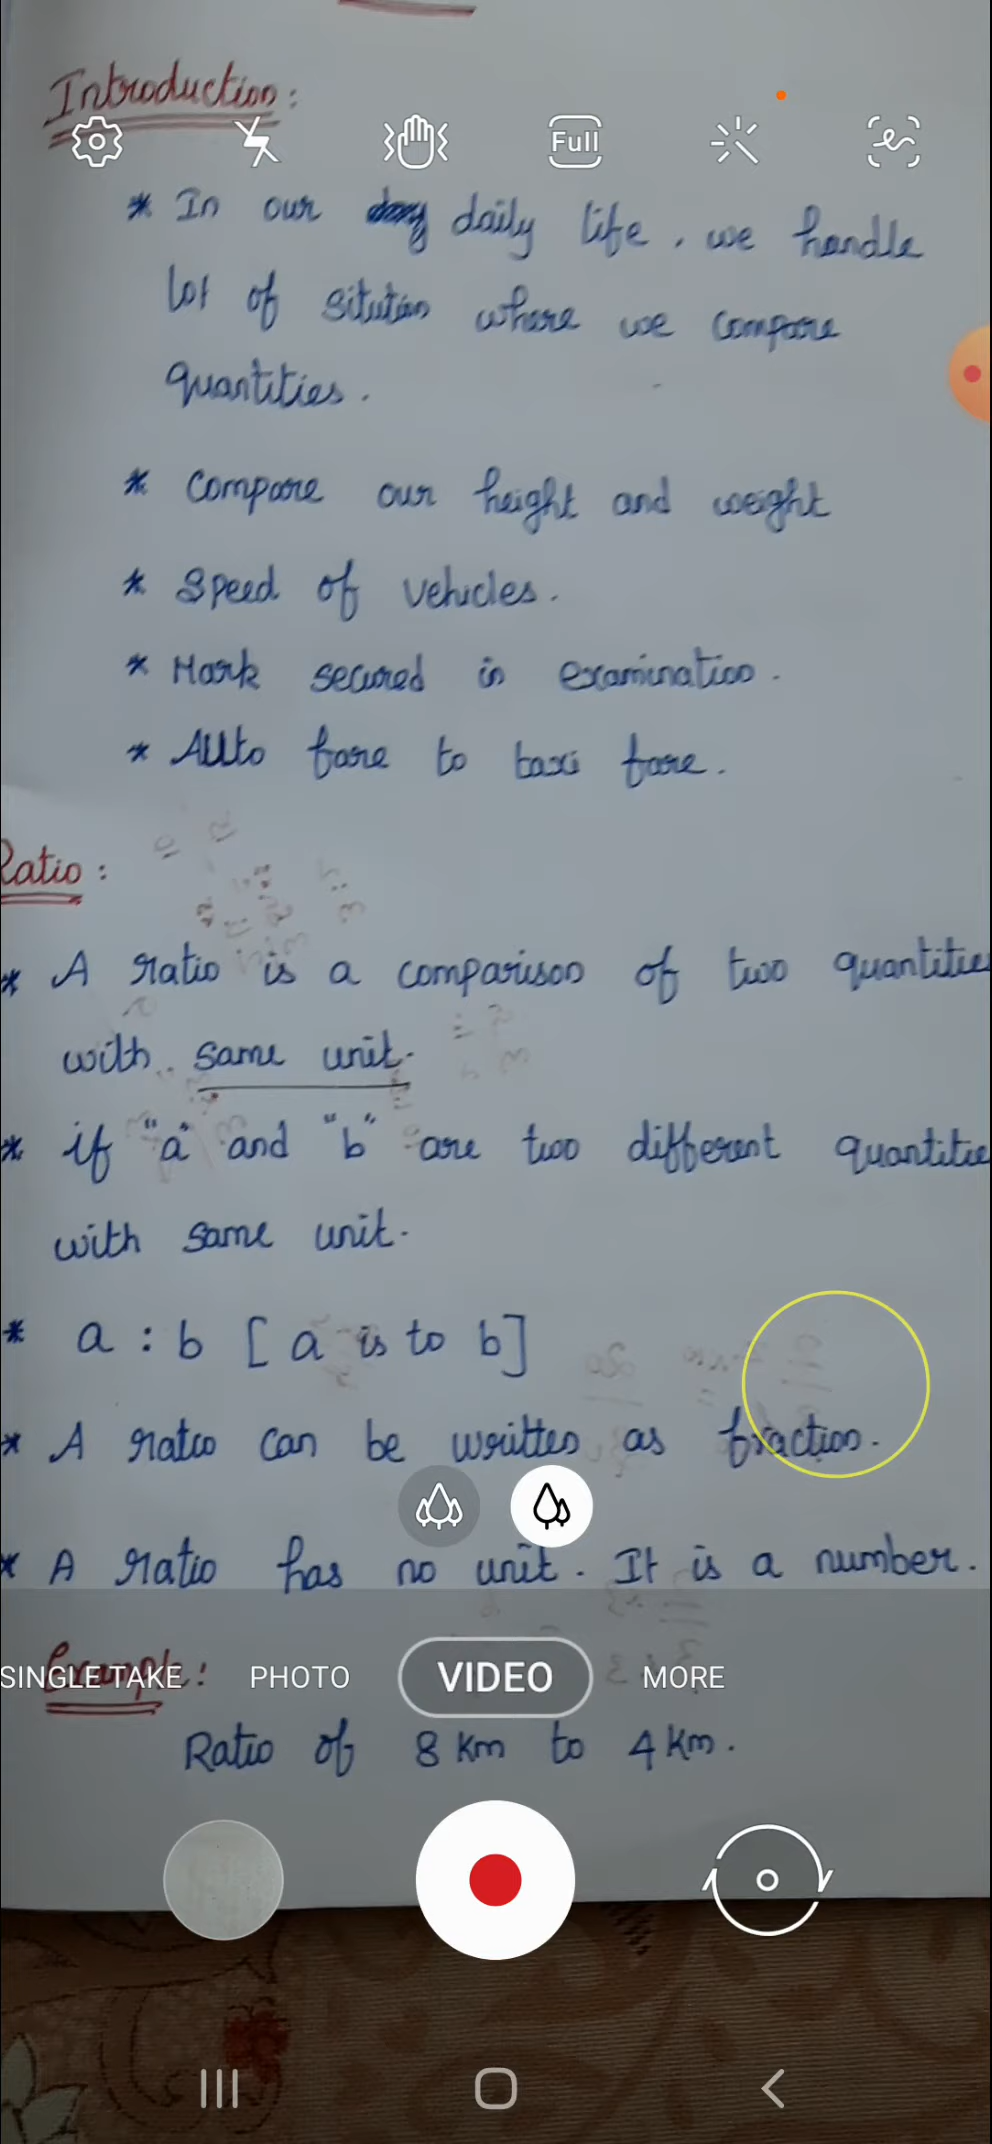 Introduction:
Full
* In our daily life, we handle
lot of sitution where we compare
quantities.
* Compare our height and weight
* Speed of vehicles.
* Mark secured in examination.
* Auto fare to taxi fare.
Ratio:
* A ratio is a comparison of two quantitie
with same unit.
* if "a" and "b" are two different quantitie
with same unit.
* a : b [a is to b]
* A ratio can be written as fraction.
* A ratio has no unit. It is a number.
Example:
SINGLE TAKE PHOTO VIDEO MORE
Ratio of 8 Km to 4 Km.